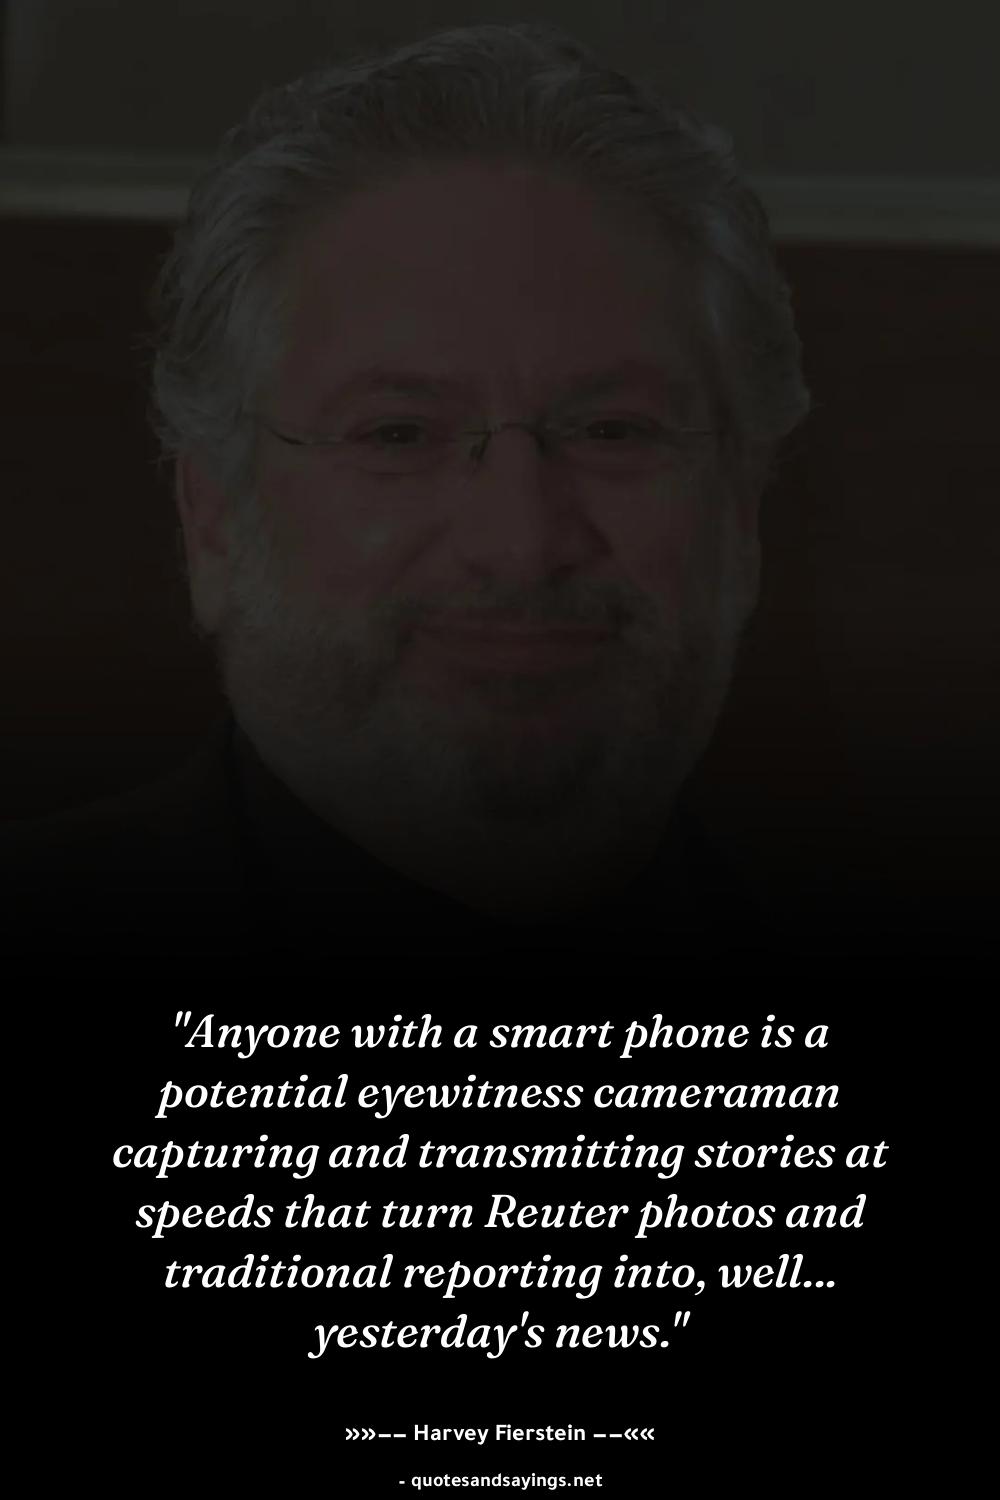 "Anyone with a smart phone is a
potential eyewitness cameraman
capturing and transmitting stories at
speeds that turn Reuter photos and
traditional reporting into, well...
yesterday's news."
»»–– Harvey Fierstein ––««
- quotesandsayings.net